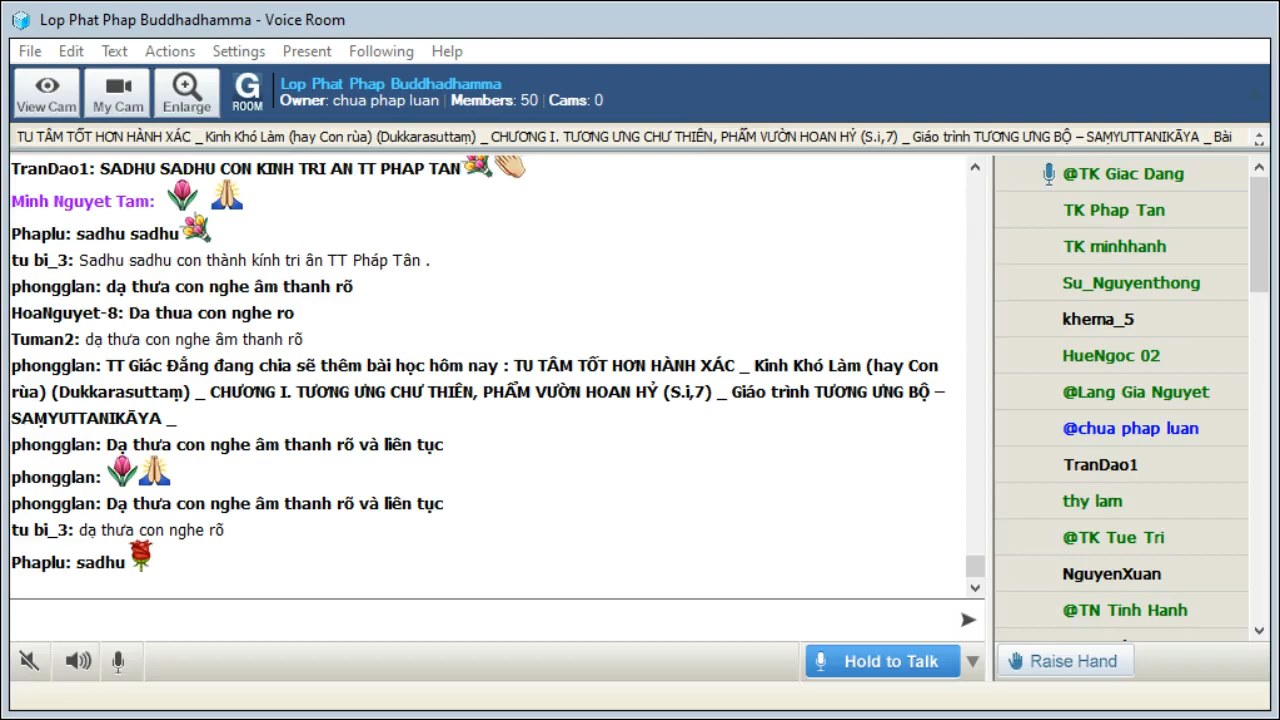 Lop Phat Phap Buddhadhamma - Voice Room
File Edit Text Actions Settings Present Following Help
View Cam My Cam Enlarge G ROOM
Lop Phat Phap Buddhadhamma
Owner: chua phap luan | Members: 50 | Cams: 0
TU TÂM TỐT HƠN HÀNH XÁC _ Kinh Khó Làm (hay Con rùa) (Dukkarasuttaṃ) _ CHƯƠNG I. TƯƠNG ƯNG CHƯ THIÊN, PHẨM VƯỜN HOAN HỶ (S.i,7) _ Giáo trình TƯƠNG ƯNG BỘ – SAṂYUTTANIKĀYA _ Bài
TranDao1: SADHU SADHU CON KINH TRI AN TT PHAP TAN
Minh Nguyet Tam:
Phaplu: sadhu sadhu
tu bi_3: Sadhu sadhu con thành kính tri ân TT Pháp Tân .
phongglan: dạ thưa con nghe âm thanh rõ
HoaNguyet-8: Da thua con nghe ro
Tuman2: dạ thưa con nghe âm thanh rõ
phongglan: TT Giác Đẳng đang chia sẽ thêm bài học hôm nay : TU TÂM TỐT HƠN HÀNH XÁC _ Kinh Khó Làm (hay Con
rùa) (Dukkarasuttaṃ) _ CHƯƠNG I. TƯƠNG ƯNG CHƯ THIÊN, PHẨM VƯỜN HOAN HỶ (S.i,7) _ Giáo trình TƯƠNG ƯNG BỘ –
SAṂYUTTANIKĀYA _
phongglan: Dạ thưa con nghe âm thanh rõ và liên tục
phongglan:
phongglan: Dạ thưa con nghe âm thanh rõ và liên tục
tu bi_3: dạ thưa con nghe rõ
Phaplu: sadhu
@TK Giac Dang
TK Phap Tan
TK minhhanh
Su_Nguyenthong
khema_5
HueNgoc 02
@Lang Gia Nguyet
@chua phap luan
TranDao1
thy lam
@TK Tue Tri
NguyenXuan
@TN Tinh Hanh
Hold to Talk
Raise Hand